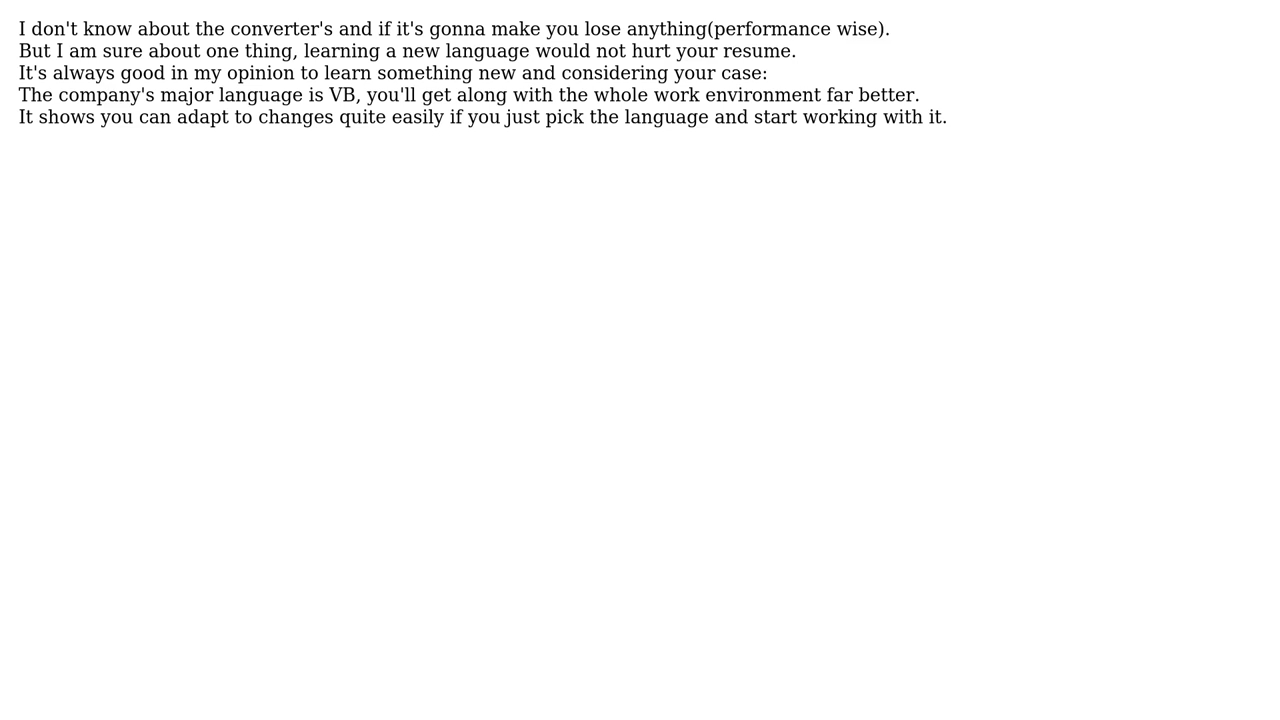 I don't know about the converter's and if it's gonna make you lose anything(performance wise).
But I am sure about one thing, learning a new language would not hurt your resume.
It's always good in my opinion to learn something new and considering your case:
The company's major language is VB, you'll get along with the whole work environment far better.
It shows you can adapt to changes quite easily if you just pick the language and start working with it.